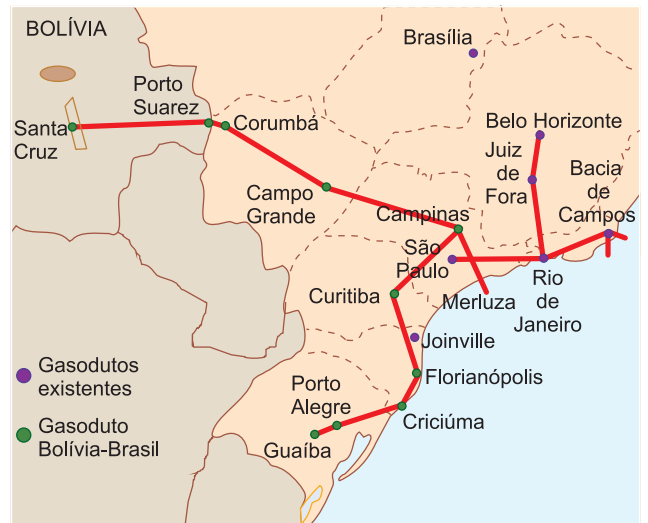 BOLÍVIA
Brasília
Porto
Suarez
Corumbá
Santa
Cruz
Belo Horizonte
Juiz
de
Fora
Bacia
de
Campos
Campo
Grande
Campinas
São
Paulo
Curitiba
Merluza
Rio
de
Janeiro
Joinville
Gasodutos
existentes
Porto
Alegre
Florianópolis
Gasoduto
Bolívia-Brasil
Criciúma
Guaíba